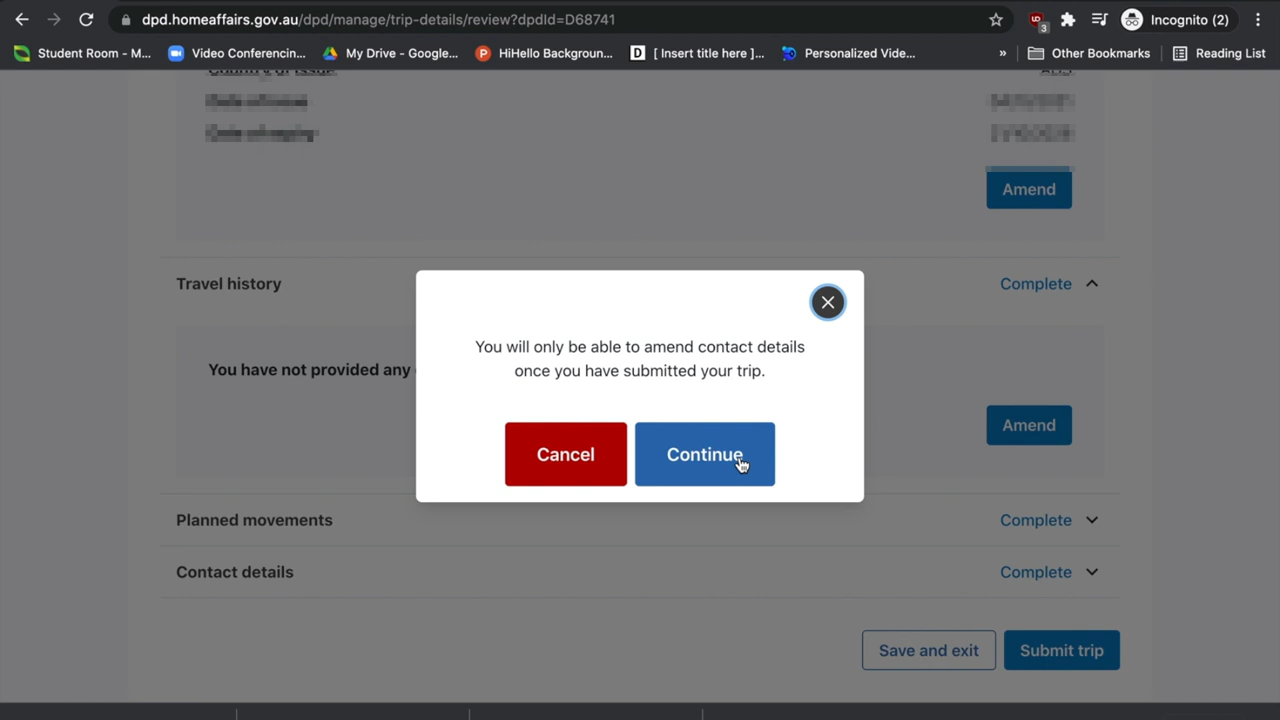 dpd.homeaffairs.gov.au/dpd/manage/trip-details/review?dpdId=D68741
3
Incognito (2)
Student Room - M...
Video Conferencin...
My Drive - Google...
HiHello Backgroun...
[ Insert title here ]...
Personalized Vide...
»
Other Bookmarks
Reading List
Amend
Travel history
Complete
You have not provided any
Amend
You will only be able to amend contact details
once you have submitted your trip.
Cancel
Continue
Planned movements
Complete
Contact details
Complete
Save and exit
Submit trip